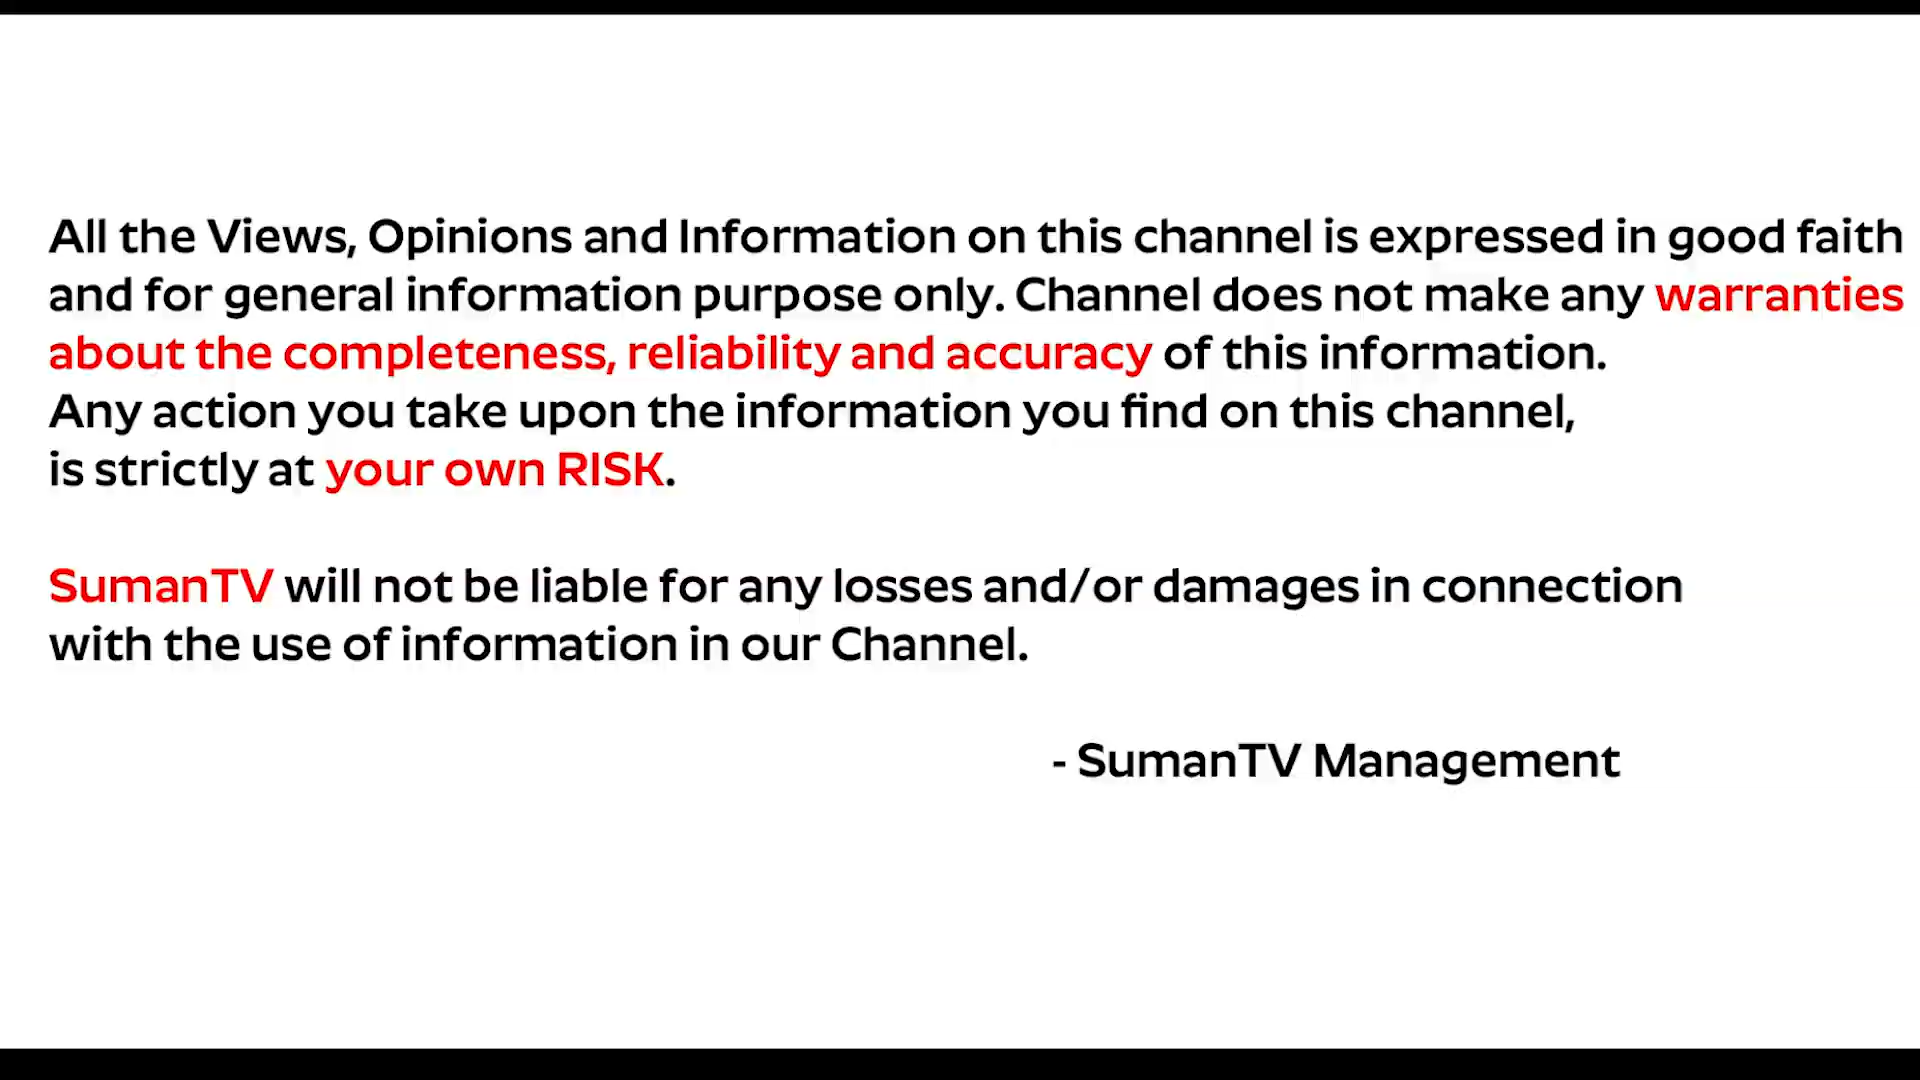 All the Views, Opinions and Information on this channel is expressed in good faith
and for general information purpose only. Channel does not make any warranties
about the completeness, reliability and accuracy of this information.
Any action you take upon the information you find on this channel,
is strictly at your own RISK.
SumanTV will not be liable for any losses and/or damages in connection
with the use of information in our Channel.
- SumanTV Management